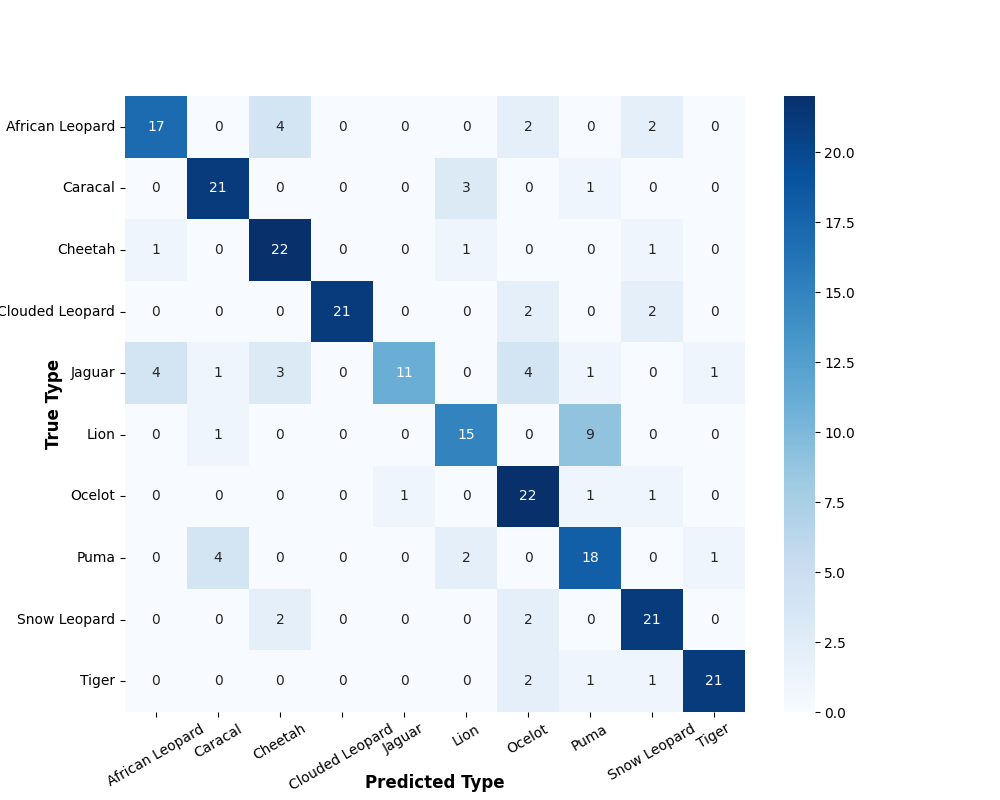 African Leopard 17 0 4 0 0 0 2 0 2 0
Caracal 0 21 0 0 0 3 0 1 0 0
Cheetah 1 0 22 0 0 1 0 0 1 0
Clouded Leopard 0 0 0 21 0 0 2 0 2 0
Jaguar 4 1 3 0 11 0 4 1 0 1
Lion 0 1 0 0 0 15 0 9 0 0
Ocelot 0 0 0 0 1 0 22 1 1 0
Puma 0 4 0 0 0 2 0 18 0 1
Snow Leopard 0 0 2 0 0 0 2 0 21 0
Tiger 0 0 0 0 0 0 2 1 1 21
True Type
African Leopard Caracal Cheetah Clouded Leopard Jaguar Lion Ocelot Puma Snow Leopard Tiger
Predicted Type
20.0
17.5
15.0
12.5
10.0
7.5
5.0
2.5
0.0